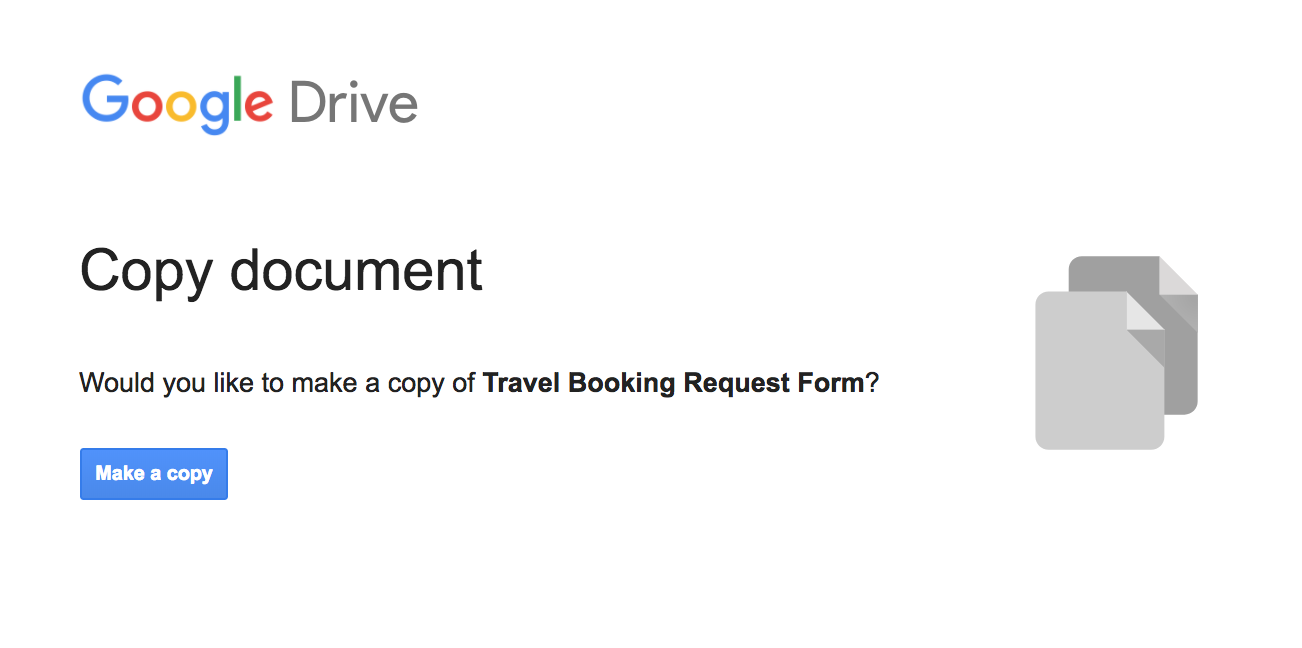 Google Drive
Copy document
Would you like to make a copy of Travel Booking Request Form?
Make a copy